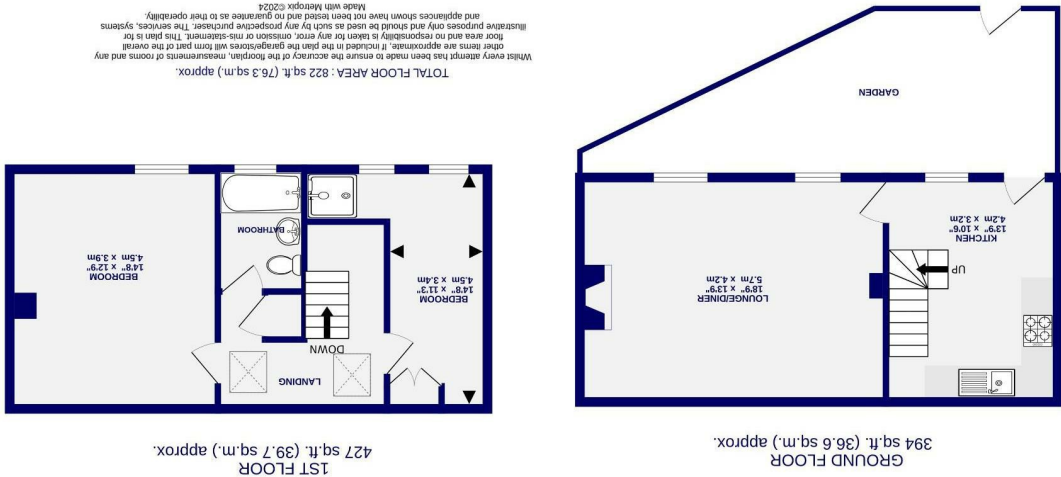 GROUND FLOOR
394 sq.ft. (36.6 sq.m.) approx.
1ST FLOOR
427 sq.ft. (39.7 sq.m.) approx.
LOUNGE/DINER
18'9" x 13'9"
5.7m x 4.2m
KITCHEN
13'9" x 10'6"
4.2m x 3.2m
UP
GARDEN
LANDING
DOWN
BEDROOM
14'8" x 11'3"
4.5m x 3.4m
BEDROOM
14'8" x 12'9"
4.5m x 3.9m
BATHROOM
TOTAL FLOOR AREA : 822 sq.ft. (76.3 sq.m.) approx.
Whilst every attempt has been made to ensure the accuracy of the floorplan, measurements of rooms and any
other items are approximate, If included in the plan the garage/stores will form part of the overall
floor area and no responsibility is taken for any error, omission or mis-statement. This plan is for
illustrative purposes only and should be used as such by any prospective purchaser. The services, systems
and appliances shown have not been tested and no guarantee as to their operability.
Made with Metropix ©2024